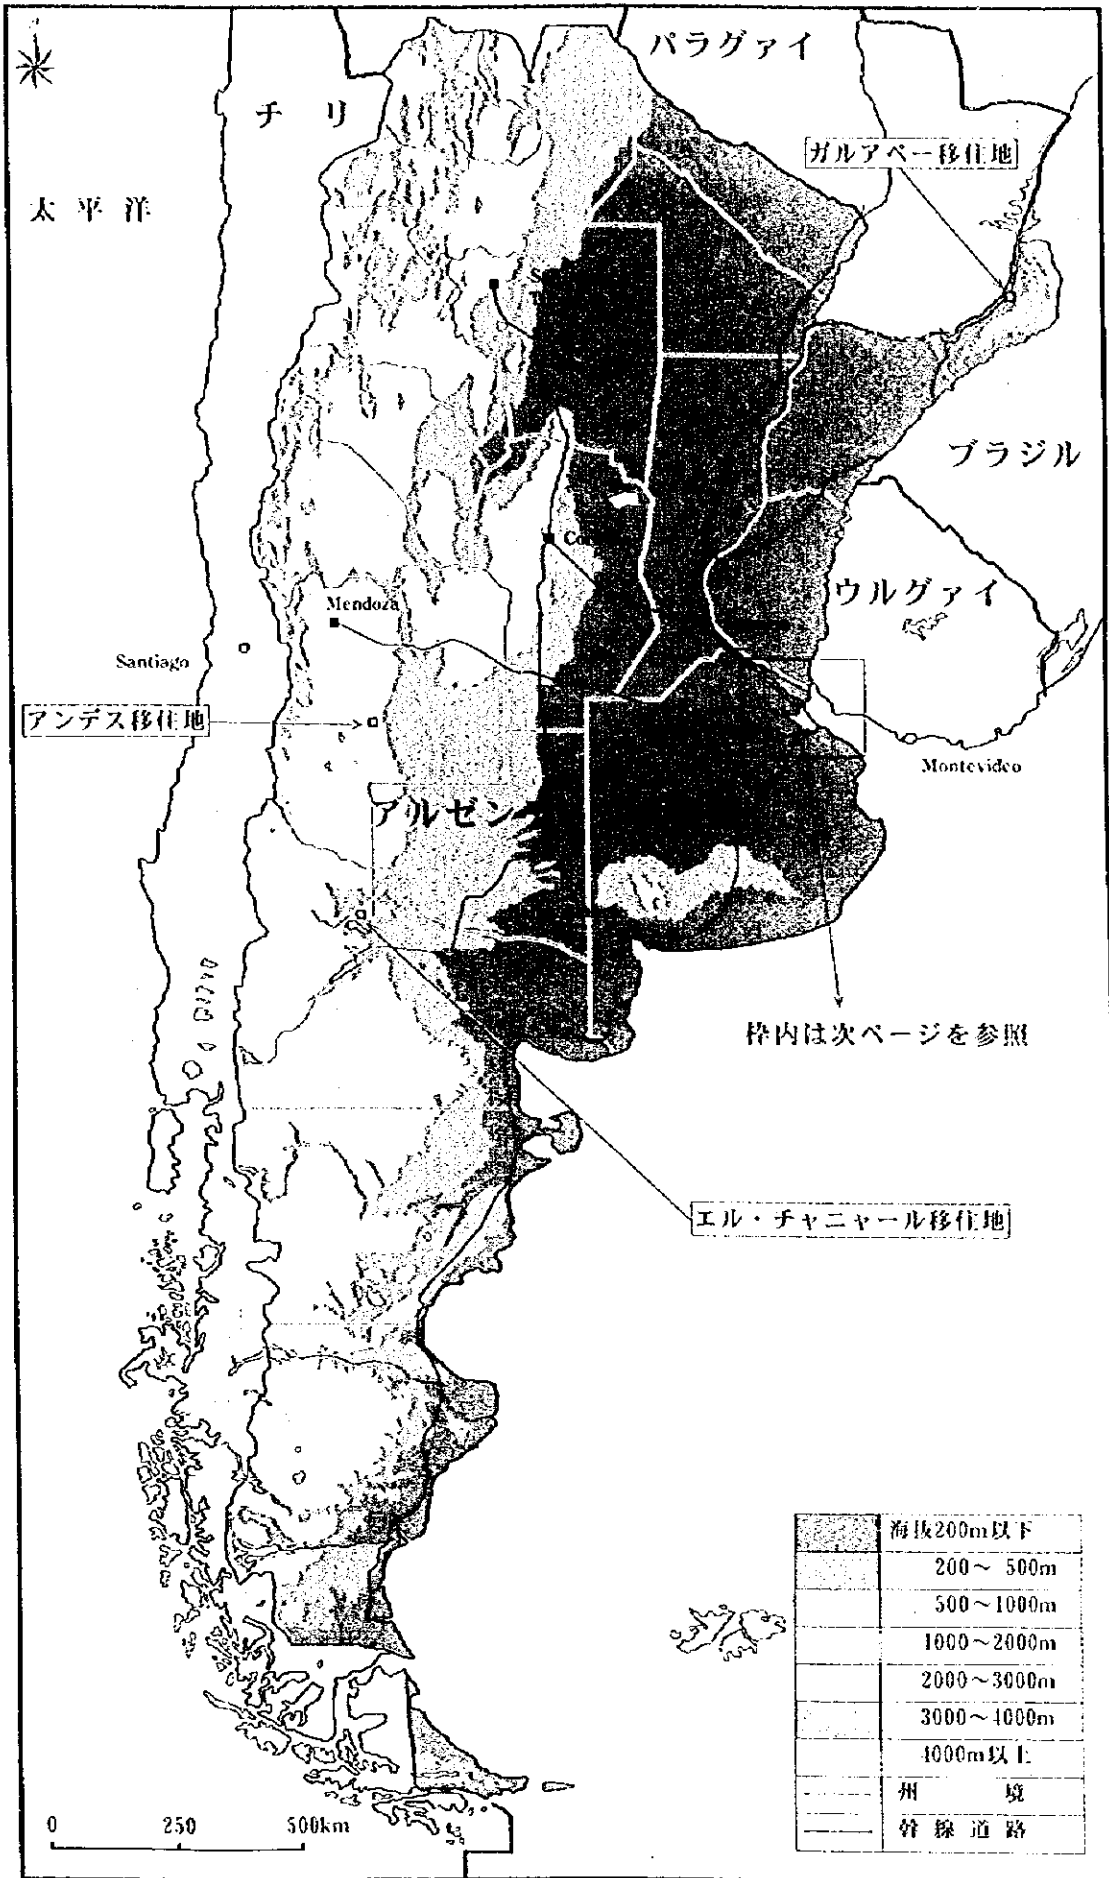 パラグァイ
チリ
ガルアペー移住地
太平洋
ブラジル
ウルグァイ
Mendoza
Santiago
アンデス移住地
Montevideo
アルゼン
枠内は次ページを参照
エル・チャニャール移住地
海抜200m以下
200～ 500m
500～1000m
1000～2000m
2000～3000m
3000～4000m
4000m以上
州 境
幹線道路
0 250 500km